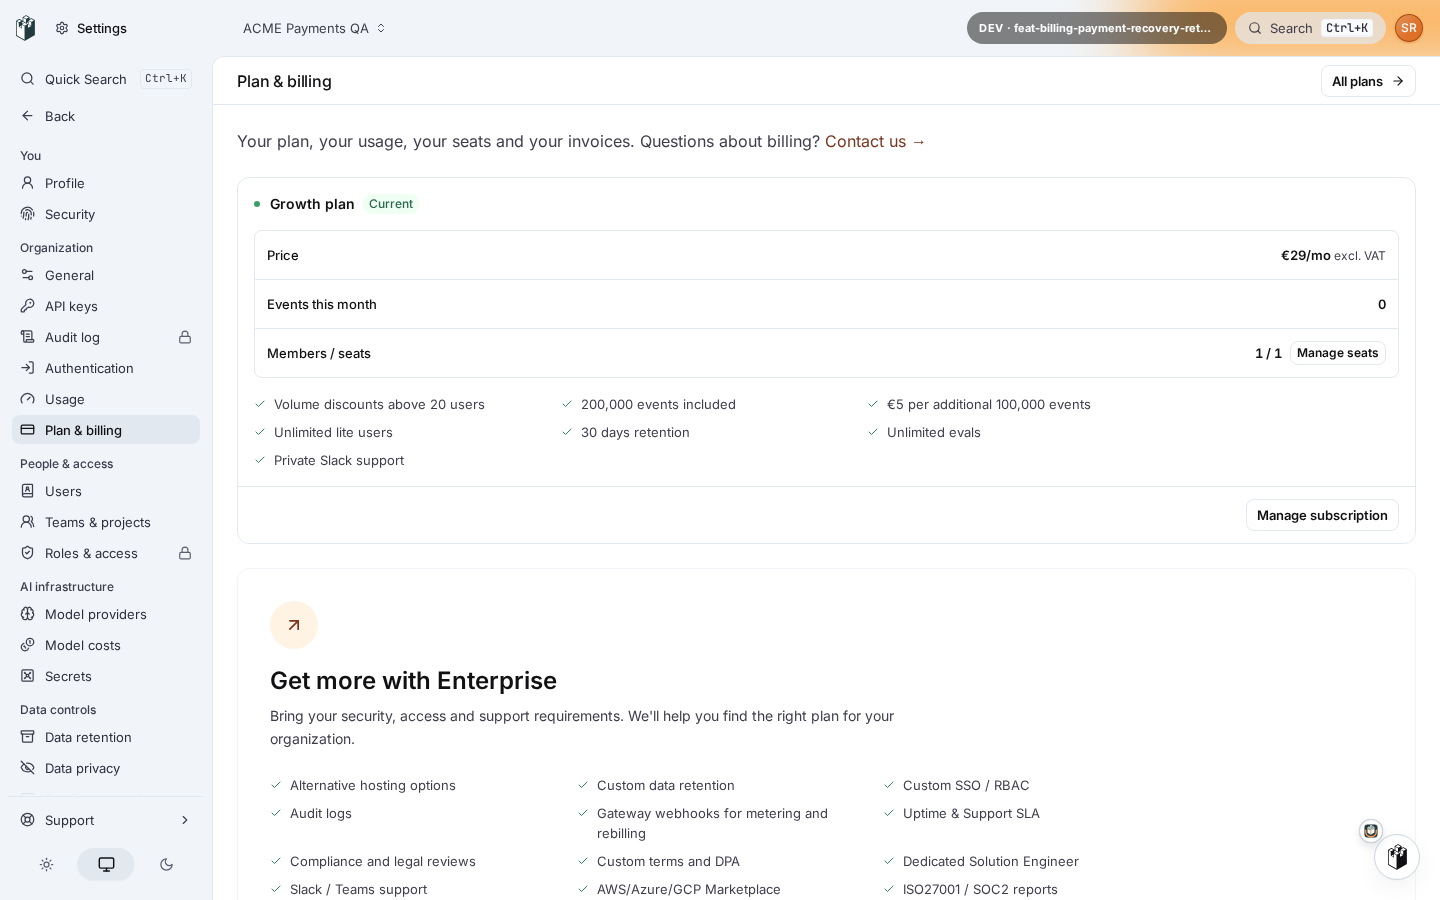 Settings
ACME Payments QA
DEV · feat-billing-payment-recovery-ret...
Search Ctrl+K
SR
Quick Search Ctrl+K
Back
You
Profile
Security
Organization
General
API keys
Audit log
Authentication
Usage
Plan & billing
People & access
Users
Teams & projects
Roles & access
AI infrastructure
Model providers
Model costs
Secrets
Data controls
Data retention
Data privacy
Support
Plan & billing
All plans →
Your plan, your usage, your seats and your invoices. Questions about billing? Contact us →
Growth plan Current
Price €29/mo excl. VAT
Events this month 0
Members / seats 1 / 1 Manage seats
Volume discounts above 20 users 200,000 events included €5 per additional 100,000 events
Unlimited lite users 30 days retention Unlimited evals
Private Slack support
Manage subscription
Get more with Enterprise
Bring your security, access and support requirements. We'll help you find the right plan for your
organization.
Alternative hosting options Custom data retention Custom SSO / RBAC
Audit logs Gateway webhooks for metering and Uptime & Support SLA
rebilling
Compliance and legal reviews Custom terms and DPA Dedicated Solution Engineer
Slack / Teams support AWS/Azure/GCP Marketplace ISO27001 / SOC2 reports